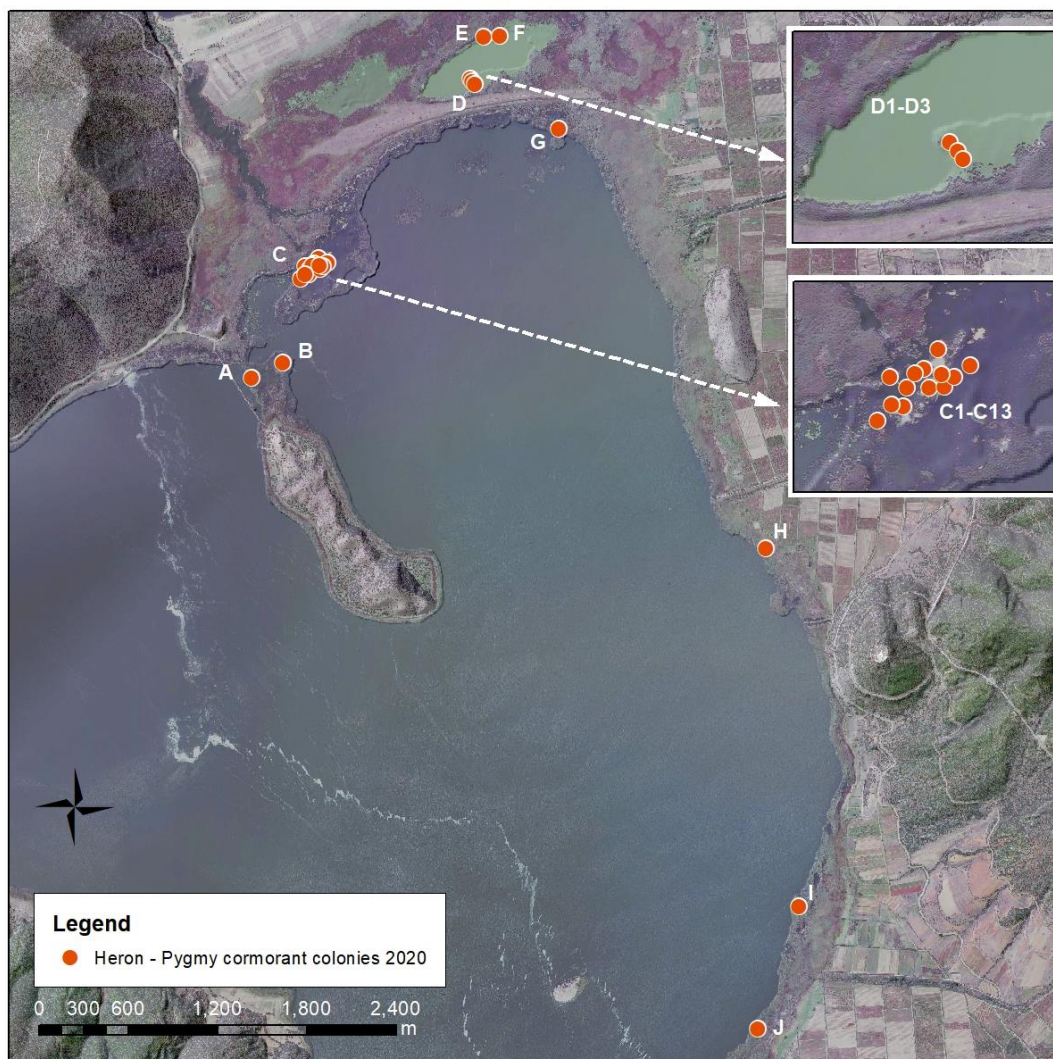 E F
D
G
D1-D3
C
B
A
C1-C13
H
I
J
Legend
Heron - Pygmy cormorant colonies 2020
0 300 600 1,200 1,800 2,400
m